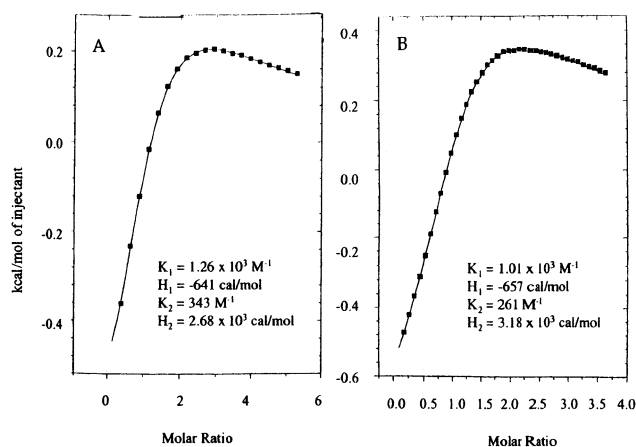 A
0.2
0.0
-0.2
-0.4
kcal/mol of injectant
K1 = 1.26 x 10³ M⁻¹
H1 = -641 cal/mol
K2 = 343 M⁻¹
H2 = 2.68 x 10³ cal/mol
0 2 4 6
Molar Ratio
B
0.4
0.2
0.0
-0.2
-0.4
-0.6
K1 = 1.01 x 10³ M⁻¹
H1 = -657 cal/mol
K2 = 261 M⁻¹
H2 = 3.18 x 10³ cal/mol
0.0 0.5 1.0 1.5 2.0 2.5 3.0 3.5 4.0
Molar Ratio